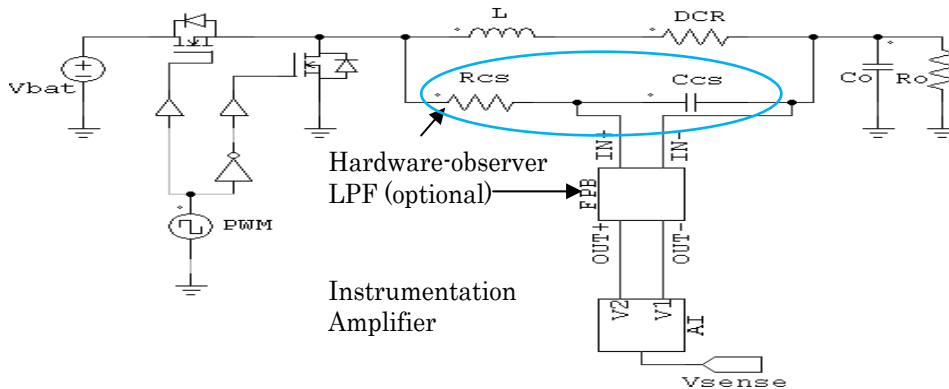 L
DCR
Vbat
Rcs
Ccs
Co
Ro
Hardware-observer
LPF (optional)
IN+
IN-
FPB
PWM
OUT+
OUT-
Instrumentation
Amplifier
V2
V1
AI
Vsense